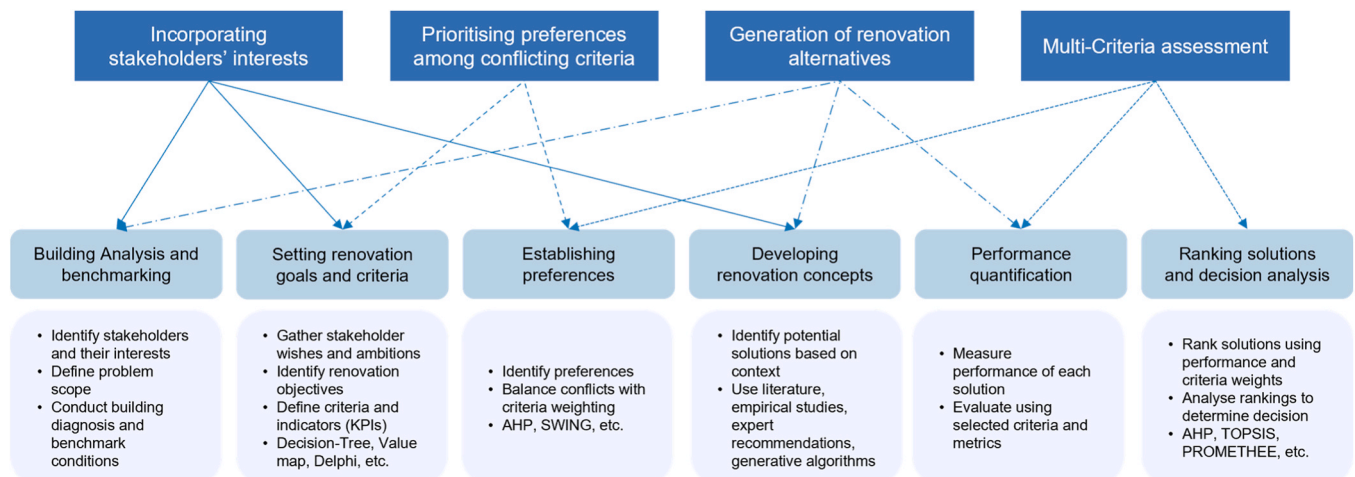 Incorporating
stakeholders' interests
Prioritising preferences
among conflicting criteria
Generation of renovation
alternatives
Multi-Criteria assessment
Building Analysis and
benchmarking
Setting renovation
goals and criteria
Establishing
preferences
Developing
renovation concepts
Performance
quantification
Ranking solutions
and decision analysis
• Identify stakeholders
and their interests
• Define problem
scope
• Conduct building
diagnosis and
benchmark
conditions
• Gather stakeholder
wishes and ambitions
• Identify renovation
objectives
• Define criteria and
indicators (KPIs)
• Decision-Tree, Value
map, Delphi, etc.
• Identify preferences
• Balance conflicts with
criteria weighting
• AHP, SWING, etc.
• Identify potential
solutions based on
context
• Use literature,
empirical studies,
expert
recommendations,
generative algorithms
• Measure
performance of each
solution
• Evaluate using
selected criteria and
metrics
• Rank solutions using
performance and
criteria weights
• Analyse rankings to
determine decision
• AHP, TOPSIS,
PROMETHEE, etc.